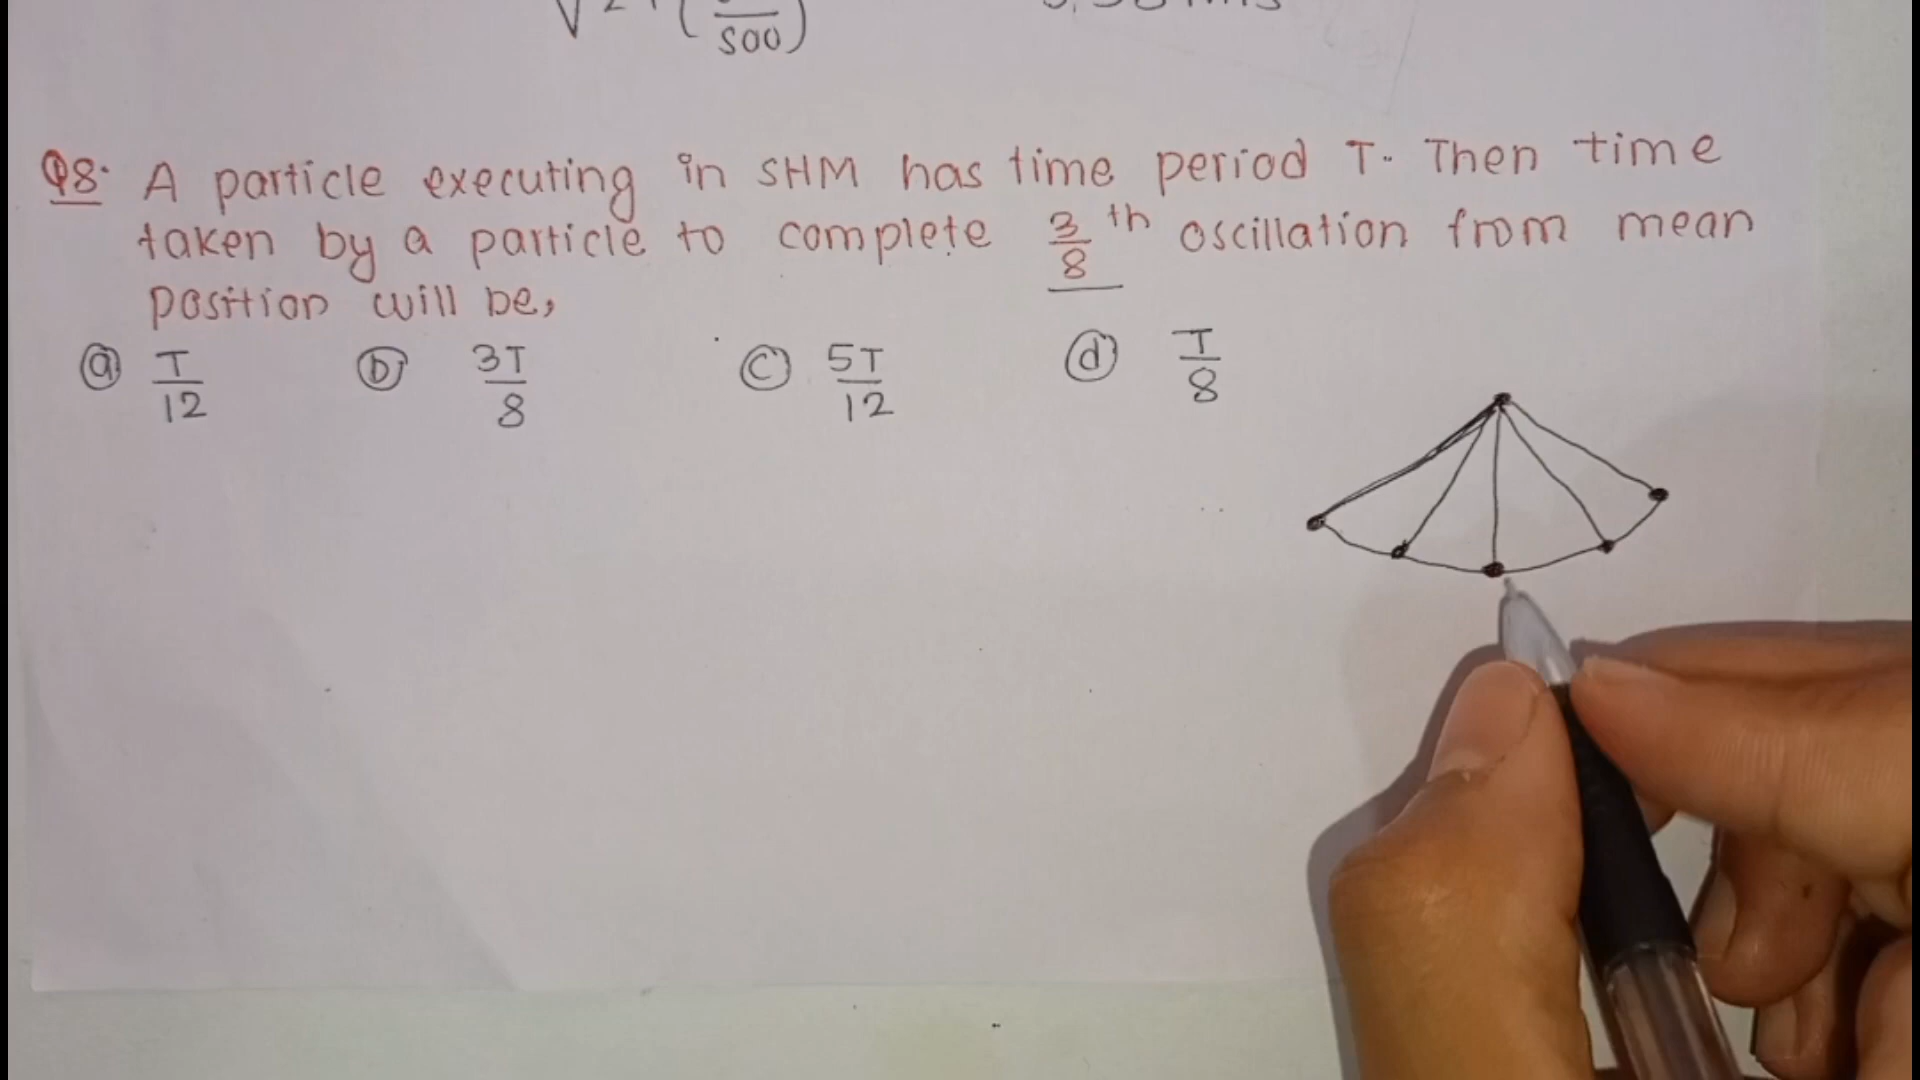 500
Q8. A particle executing in SHM has time period T. Then time
taken by a particle to complete 3/8 th oscillation from mean
position will be,
(a) T/12 (b) 3T/8 (c) 5T/12 (d) T/8